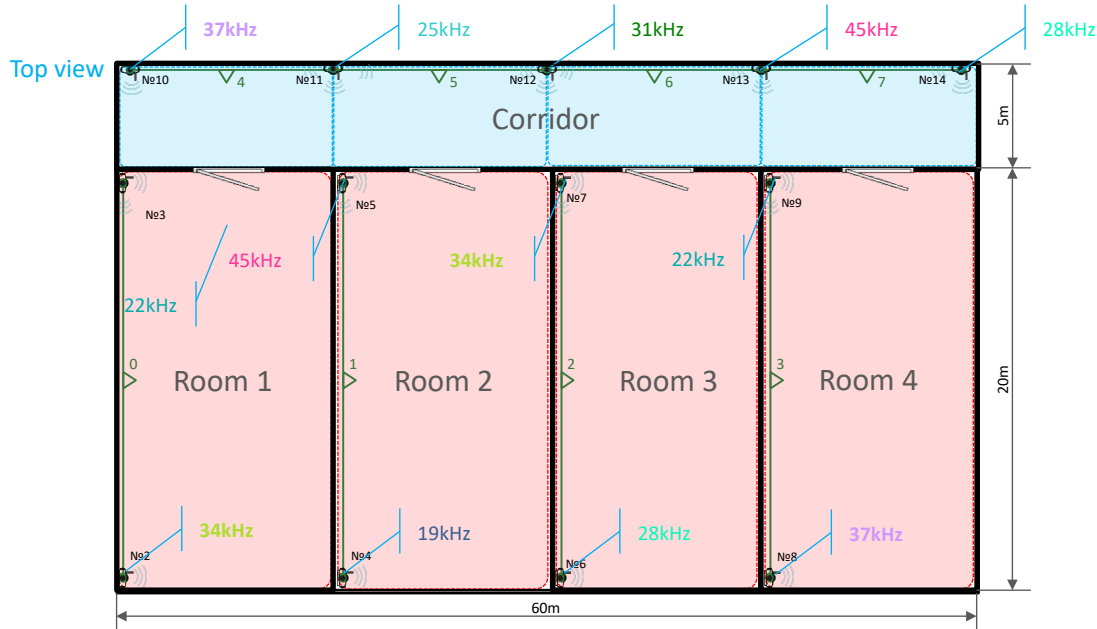 37kHz
25kHz
31kHz
45kHz
28kHz
Top view
№10
4
№11
5
№12
6
№13
7
№14
Corridor
5m
№3
№5
№7
№9
45kHz
34kHz
22kHz
22kHz
0
1
2
3
Room 1
Room 2
Room 3
Room 4
20m
34kHz
19kHz
28kHz
37kHz
№2
№4
№6
№8
60m